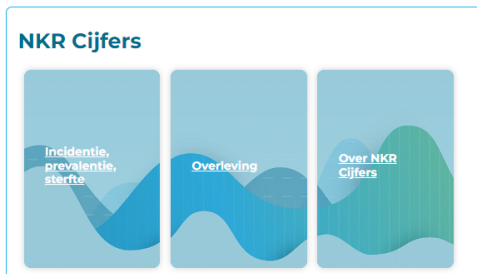 NKR Cijfers
Incidentie,
prevalentie,
sterfte
Overleving
Over NKR
Cijfers